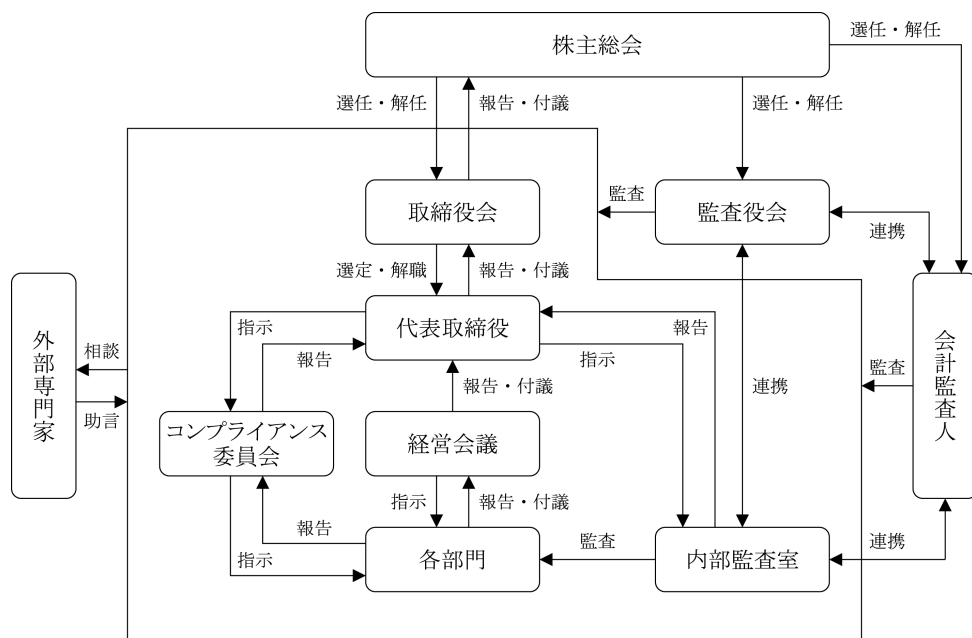 株主総会
選任・解任
選任・解任
報告・付議
選任・解任
取締役会
監査
監査役会
連携
選定・解職
報告・付議
外部専門家
相談
助言
指示
報告
代表取締役
指示
報告
連携
監査
会計監査人
報告・付議
コンプライアンス
委員会
経営会議
指示
報告・付議
報告
指示
各部門
監査
内部監査室
連携